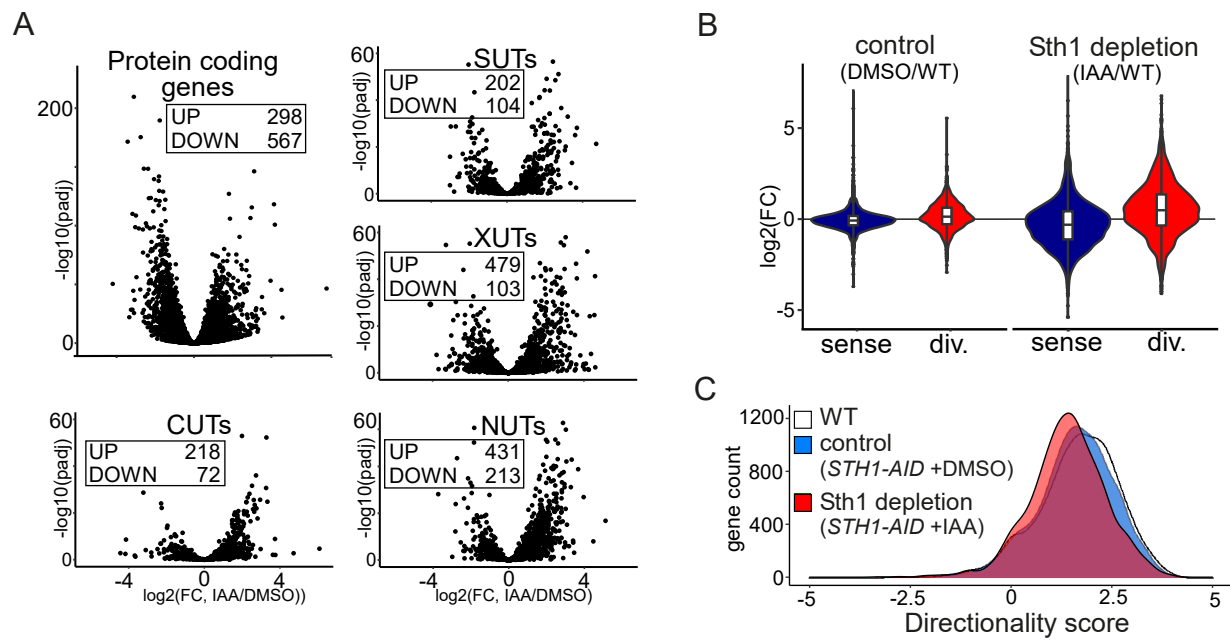 A
Protein coding
genes
UP 298
DOWN 567
200
0
-log10(padj)
SUTs
UP 202
DOWN 104
60
0
-log10(padj)
XUTs
UP 479
DOWN 103
60
0
-log10(padj)
CUTs
UP 218
DOWN 72
60
0
-log10(padj)
-4 0 4
log2(FC, IAA/DMSO))
NUTs
UP 431
DOWN 213
60
0
-log10(padj)
-4 0 4
log2(FC, IAA/DMSO)
B
control
(DMSO/WT)
Sth1 depletion
(IAA/WT)
log2(FC)
5
0
-5
sense div. sense div.
C
WT
control
(STH1-AID +DMSO)
Sth1 depletion
(STH1-AID +IAA)
gene count
1200
800
400
0
-5 -2.5 0 2.5 5
Directionality score